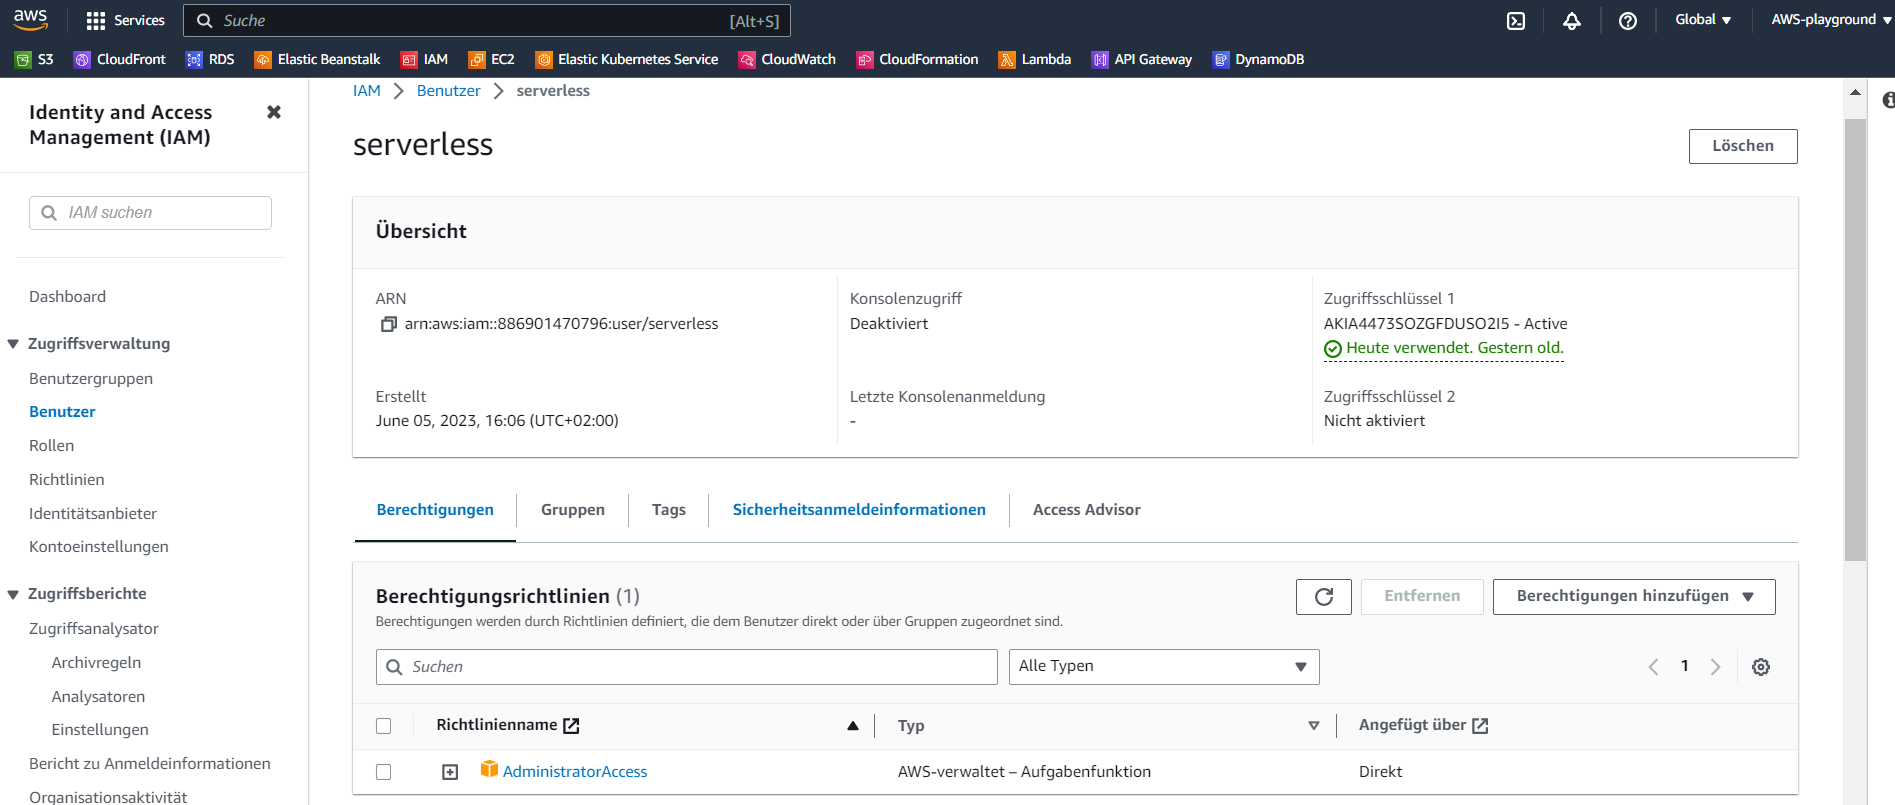 aws
Services
Suche [Alt+S]
Global ▼
AWS-playground ▼
S3 CloudFront RDS Elastic Beanstalk IAM EC2 Elastic Kubernetes Service CloudWatch CloudFormation Lambda API Gateway DynamoDB
Identity and Access
Management (IAM)
IAM suchen
Dashboard
Zugriffsverwaltung
Benutzergruppen
Benutzer
Rollen
Richtlinien
Identitätsanbieter
Kontoeinstellungen
Zugriffsberichte
Zugriffsanalysator
Archivregeln
Analysatoren
Einstellungen
Bericht zu Anmeldeinformationen
Organisationsaktivität
IAM > Benutzer > serverless
serverless
Löschen
Übersicht
ARN
arn:aws:iam::886901470796:user/serverless
Konsolenzugriff
Deaktiviert
Zugriffsschlüssel 1
AKIA4473SOZGFDUSO2I5 - Active
Heute verwendet. Gestern old.
Erstellt
June 05, 2023, 16:06 (UTC+02:00)
Letzte Konsolenanmeldung
-
Zugriffsschlüssel 2
Nicht aktiviert
Berechtigungen Gruppen Tags Sicherheitsanmeldeinformationen Access Advisor
Berechtigungsrichtlinien (1)
Berechtigungen werden durch Richtlinien definiert, die dem Benutzer direkt oder über Gruppen zugeordnet sind.
Entfernen
Berechtigungen hinzufügen ▼
Suchen
Alle Typen
1
Richtlinienname Typ Angefügt über
AdministratorAccess AWS-verwaltet – Aufgabenfunktion Direkt